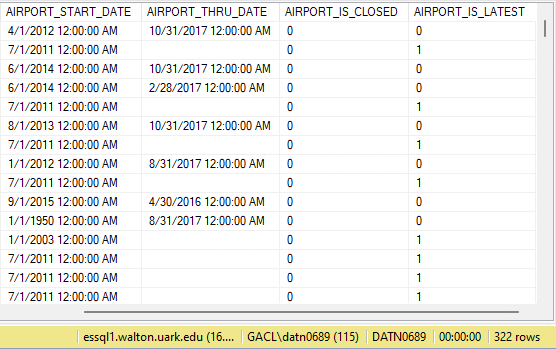 AIRPORT_START_DATE AIRPORT_THRU_DATE AIRPORT_IS_CLOSED AIRPORT_IS_LATEST
4/1/2012 12:00:00 AM 10/31/2017 12:00:00 AM 0 0
7/1/2011 12:00:00 AM 0 1
6/1/2014 12:00:00 AM 10/31/2017 12:00:00 AM 0 0
6/1/2014 12:00:00 AM 2/28/2017 12:00:00 AM 0 0
7/1/2011 12:00:00 AM 0 1
8/1/2013 12:00:00 AM 10/31/2017 12:00:00 AM 0 0
7/1/2011 12:00:00 AM 0 1
1/1/2012 12:00:00 AM 8/31/2017 12:00:00 AM 0 0
7/1/2011 12:00:00 AM 0 1
9/1/2015 12:00:00 AM 4/30/2016 12:00:00 AM 0 0
1/1/1950 12:00:00 AM 8/31/2017 12:00:00 AM 0 0
1/1/2003 12:00:00 AM 0 1
7/1/2011 12:00:00 AM 0 1
7/1/2011 12:00:00 AM 0 1
7/1/2011 12:00:00 AM 0 1
essql1.walton.uark.edu (16.... GACL\datn0689 (115) DATN0689 00:00:00 322 rows